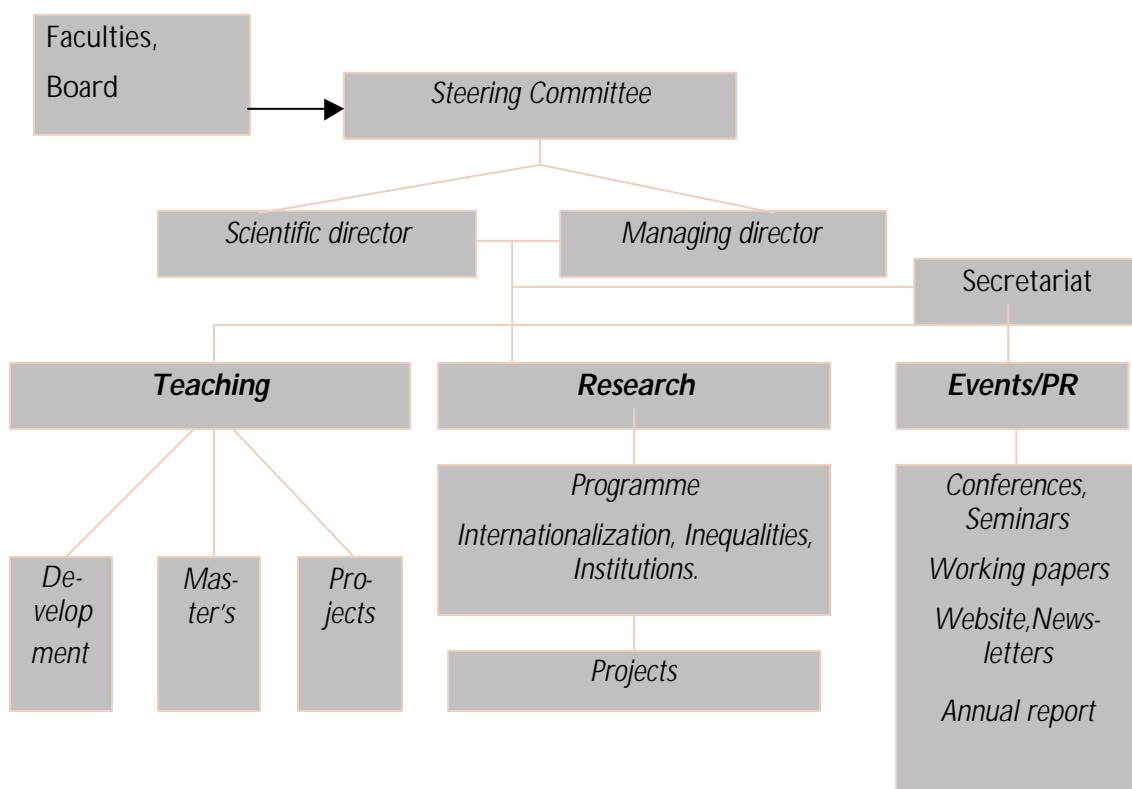 Faculties,
Board
Steering Committee
Scientific director
Managing director
Secretariat
Teaching
Research
Events/PR
De-
velop
ment
Mas-
ter's
Pro-
jects
Programme
Internationalization, Inequalities,
Institutions.
Projects
Conferences,
Seminars
Working papers
Website,News-
letters
Annual report